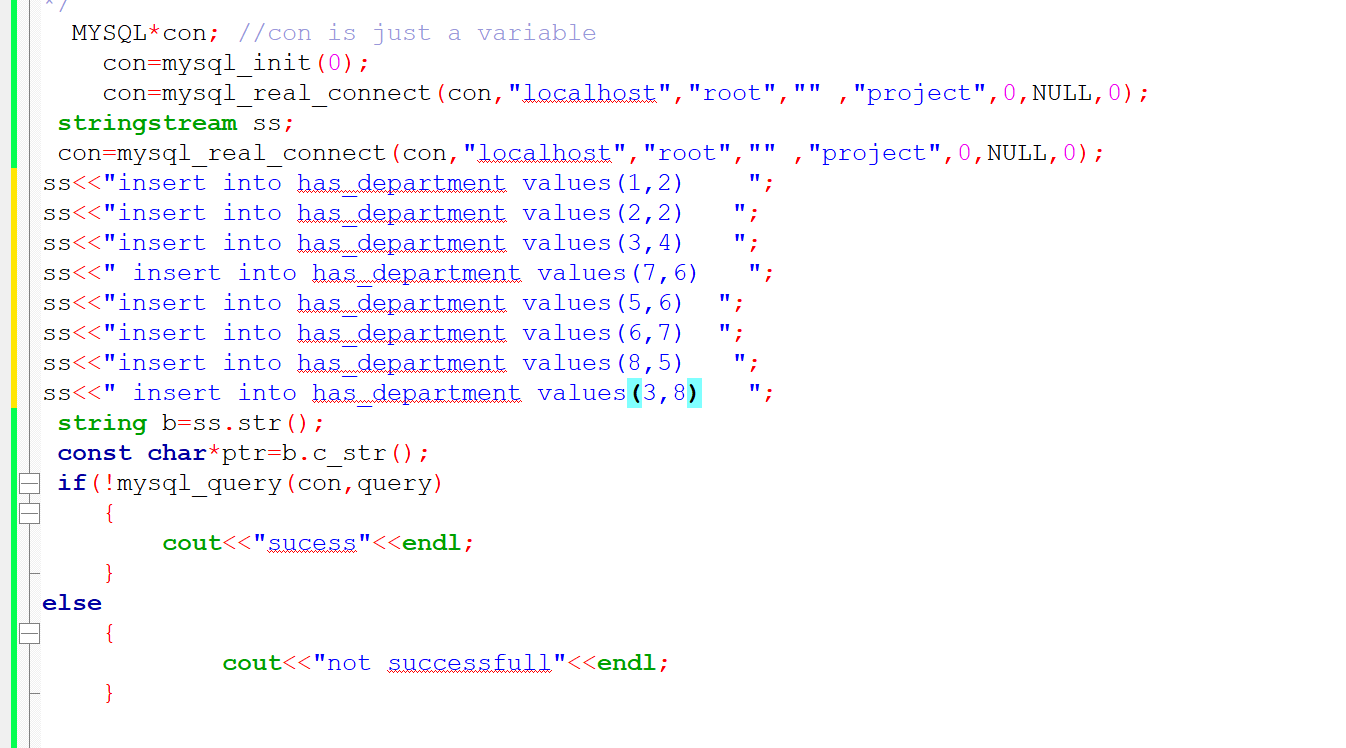 */
MYSQL*con; //con is just a variable
con=mysql_init(0);
con=mysql_real_connect(con,"localhost","root","" ,"project",0,NULL,0);
stringstream ss;
con=mysql_real_connect(con,"localhost","root","" ,"project",0,NULL,0);
ss<<"insert into has_department values(1,2)    ";
ss<<"insert into has_department values(2,2)   ";
ss<<"insert into has_department values(3,4)   ";
ss<<" insert into has_department values(7,6)   ";
ss<<"insert into has_department values(5,6)  ";
ss<<"insert into has_department values(6,7)  ";
ss<<"insert into has_department values(8,5)   ";
ss<<" insert into has_department values(3,8)   ";
string b=ss.str();
const char*ptr=b.c_str();
if(!mysql_query(con,query)
{
cout<<"sucess"<<endl;
}
else
{
cout<<"not successfull"<<endl;
}